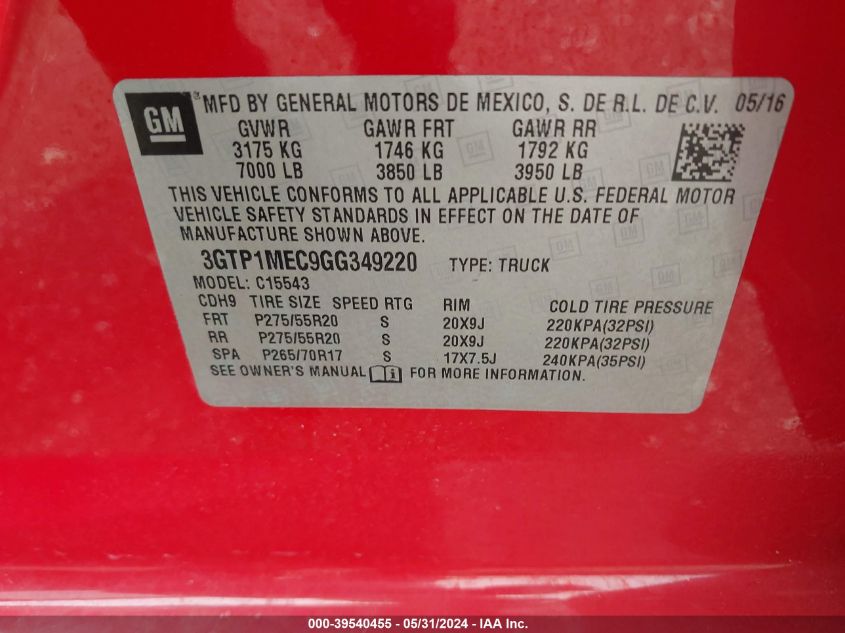 GM MFD BY GENERAL MOTORS DE MEXICO, S. DE R.L. DE C.V. 05/16
GVWR GAWR FRT GAWR RR
3175 KG 1746 KG 1792 KG
7000 LB 3850 LB 3950 LB
THIS VEHICLE CONFORMS TO ALL APPLICABLE U.S. FEDERAL MOTOR
VEHICLE SAFETY STANDARDS IN EFFECT ON THE DATE OF
MANUFACTURE SHOWN ABOVE.
3GTP1MEC9GG349220 TYPE: TRUCK
MODEL: C15543
CDH9 TIRE SIZE SPEED RTG RIM COLD TIRE PRESSURE
FRT P275/55R20 S 20X9J 220KPA(32PSI)
RR P275/55R20 S 20X9J 220KPA(32PSI)
SPA P265/70R17 S 17X7.5J 240KPA(35PSI)
SEE OWNER'S MANUAL FOR MORE INFORMATION.
000-39540455 - 05/31/2024 - IAA Inc.